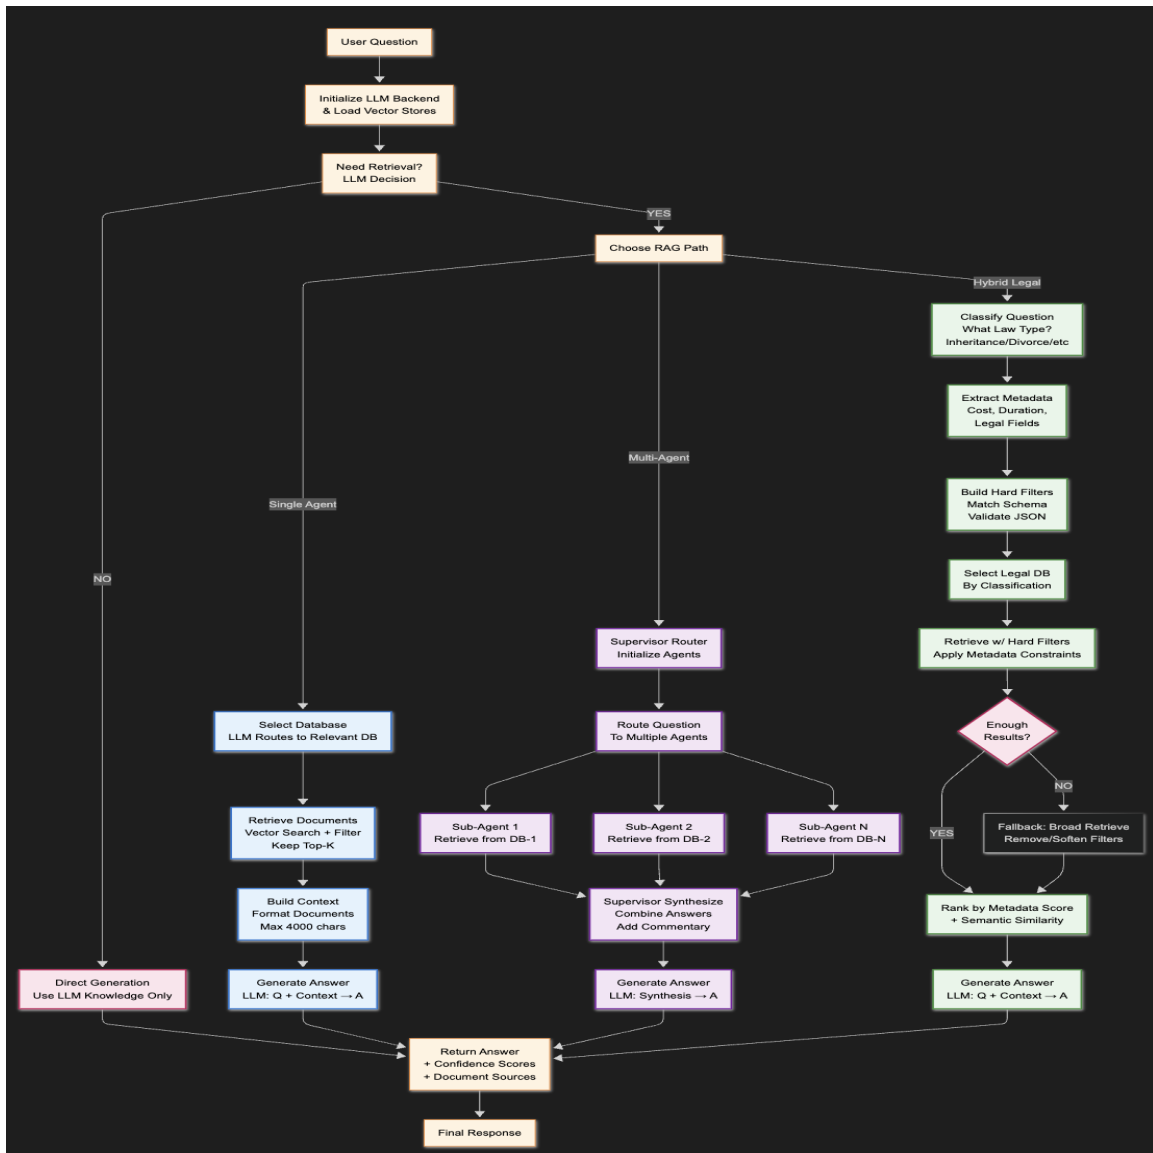 User Question
Initialize LLM Backend
& Load Vector Stores
Need Retrieval?
LLM Decision
YES
Choose RAG Path
Hybrid Legal
Classify Question
What Law Type?
Inheritance/Divorce/etc
Extract Metadata
Cost, Duration,
Legal Fields
Multi-Agent
Build Hard Filters
Match Schema
Validate JSON
Single Agent
NO
Select Legal DB
By Classification
Supervisor Router
Initialize Agents
Retrieve w/ Hard Filters
Apply Metadata Constraints
Select Database
LLM Routes to Relevant DB
Route Question
To Multiple Agents
Enough
Results?
NO
Retrieve Documents
Vector Search + Filter
Keep Top-K
Sub-Agent 1
Retrieve from DB-1
Sub-Agent 2
Retrieve from DB-2
Sub-Agent N
Retrieve from DB-N
YES
Fallback: Broad Retrieve
Remove/Soften Filters
Build Context
Format Documents
Max 4000 chars
Supervisor Synthesize
Combine Answers
Add Commentary
Rank by Metadata Score
+ Semantic Similarity
Direct Generation
Use LLM Knowledge Only
Generate Answer
LLM: Q + Context → A
Generate Answer
LLM: Synthesis → A
Generate Answer
LLM: Q + Context → A
Return Answer
+ Confidence Scores
+ Document Sources
Final Response